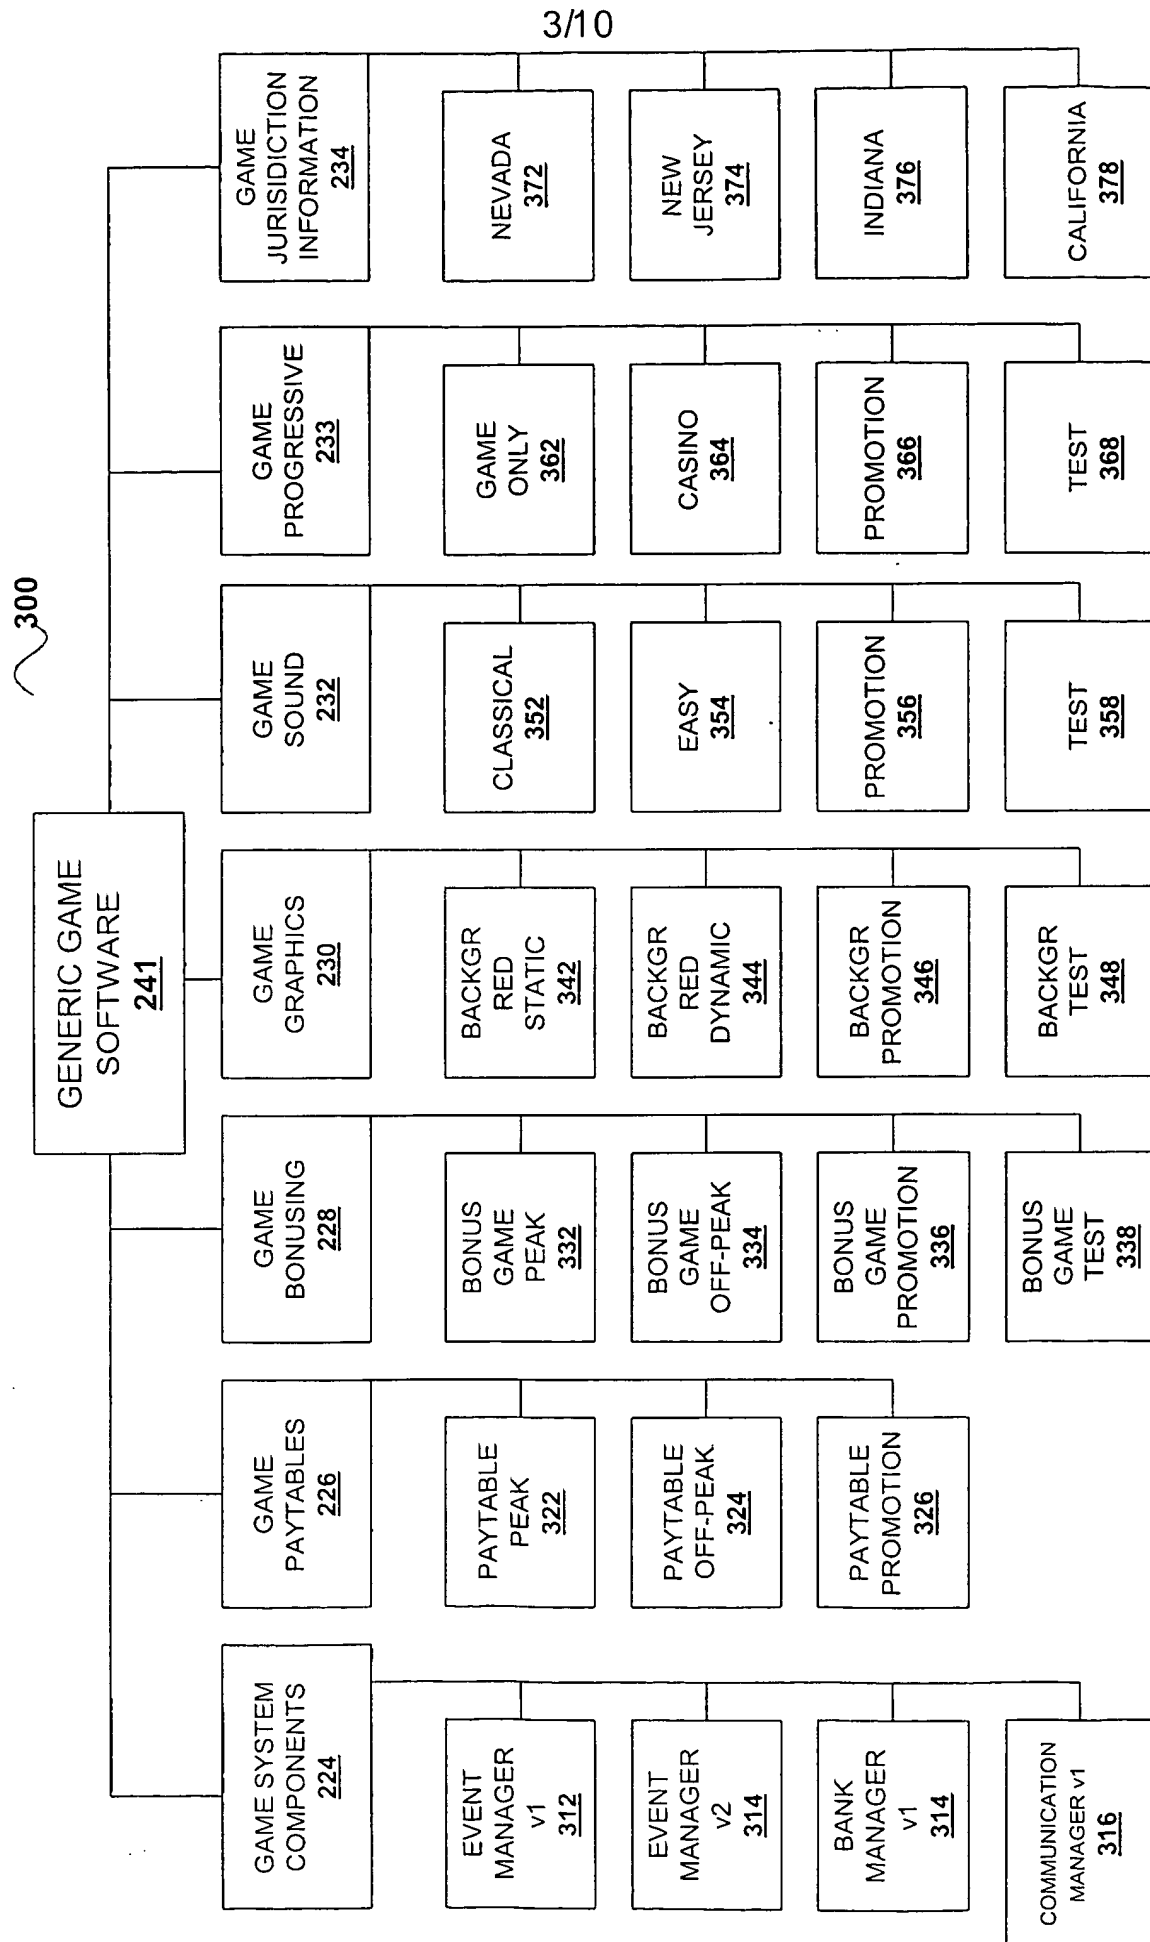 3/10
300
GENERIC GAME
SOFTWARE
241
GAME SYSTEM
COMPONENTS
224
EVENT
MANAGER
v1
312
EVENT
MANAGER
v2
314
BANK
MANAGER
v1
314
COMMUNICATION
MANAGER v1
316
GAME
PAYTABLES
226
PAYTABLE
PEAK
322
PAYTABLE
OFF-PEAK
324
PAYTABLE
PROMOTION
326
GAME
BONUSING
228
BONUS
GAME
PEAK
332
BONUS
GAME
OFF-PEAK
334
BONUS
GAME
PROMOTION
336
BONUS
GAME
TEST
338
GAME
GRAPHICS
230
BACKGR
RED
STATIC
342
BACKGR
RED
DYNAMIC
344
BACKGR
PROMOTION
346
BACKGR
TEST
348
GAME
SOUND
232
CLASSICAL
352
EASY
354
PROMOTION
356
TEST
358
GAME
PROGRESSIVE
233
GAME
ONLY
362
CASINO
364
PROMOTION
366
TEST
368
GAME
JURISIDICTION
INFORMATION
234
NEVADA
372
NEW
JERSEY
374
INDIANA
376
CALIFORNIA
378